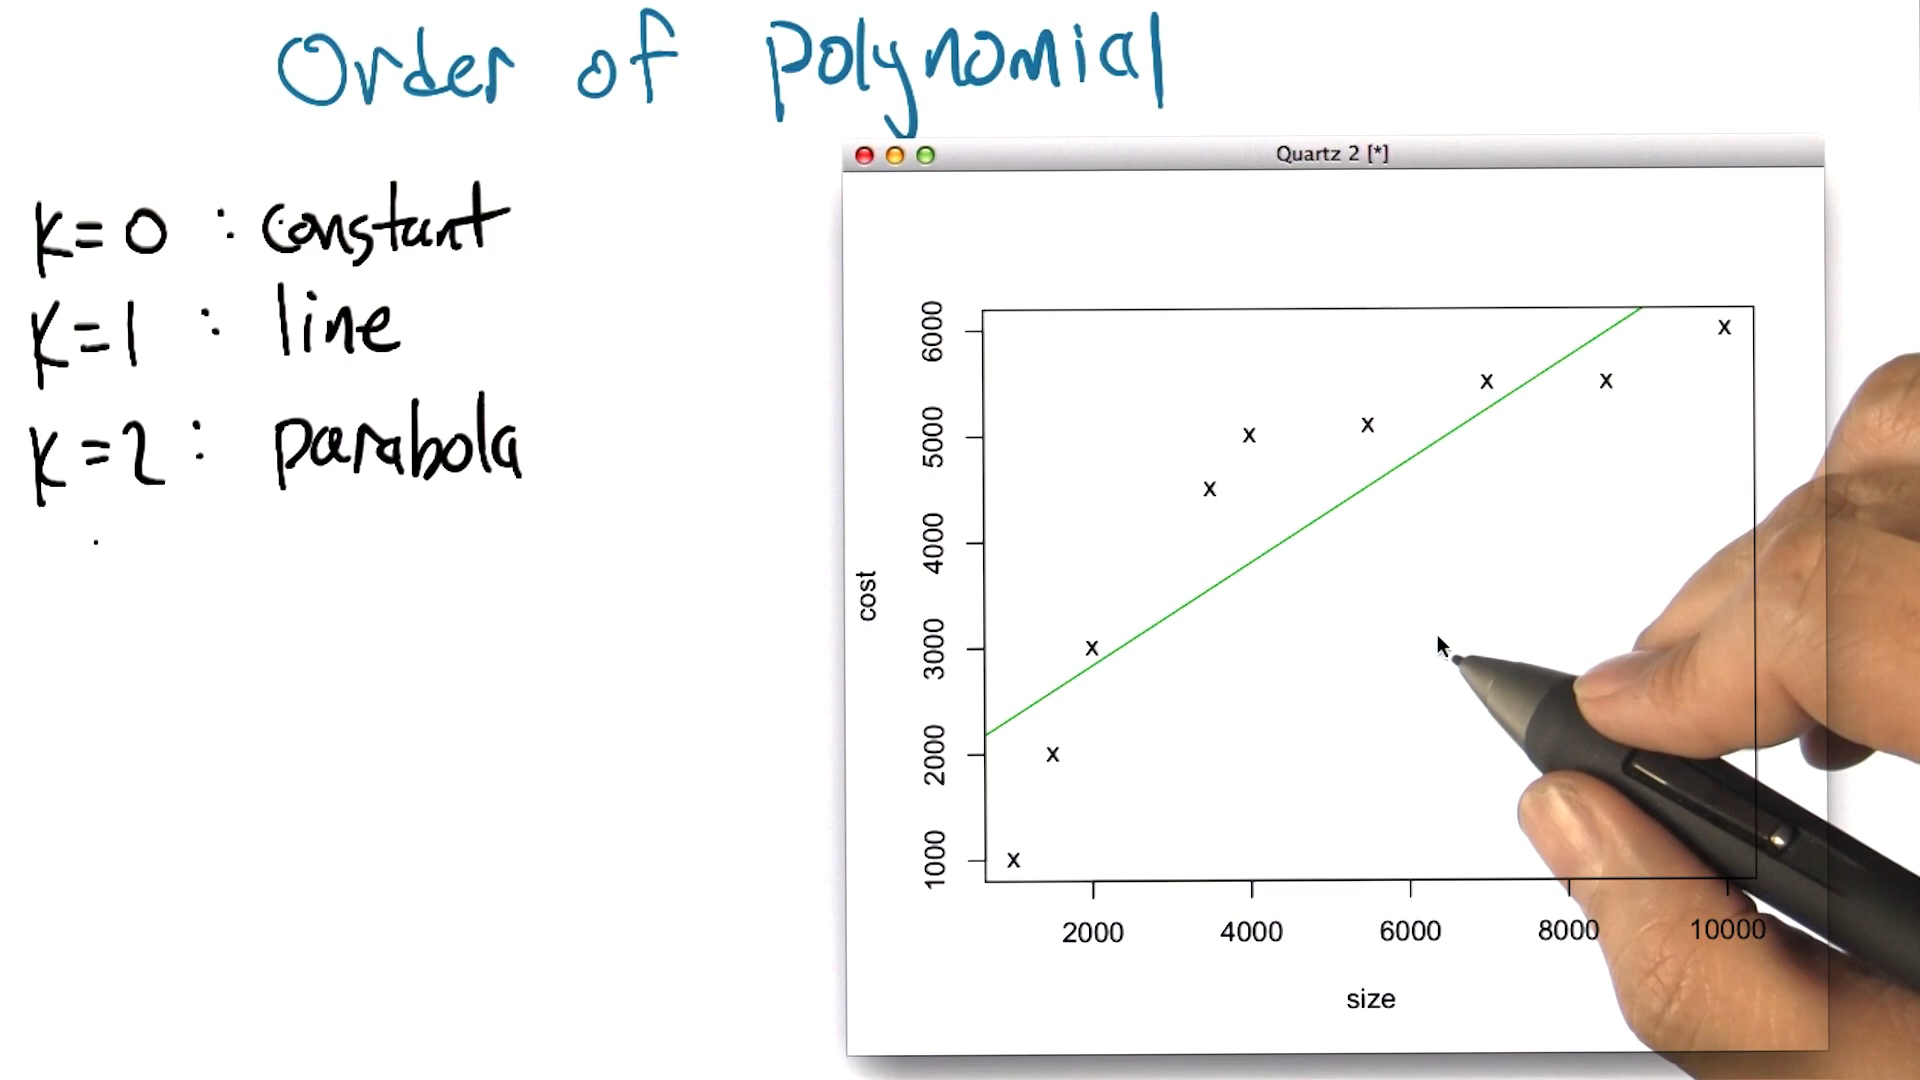 Order of polynomial
k=0 : constant
k=1 : line
k=2 : parabola
Quartz 2 [*]
6000
5000
4000
3000
2000
1000
cost
2000 4000 6000 8000 10000
size